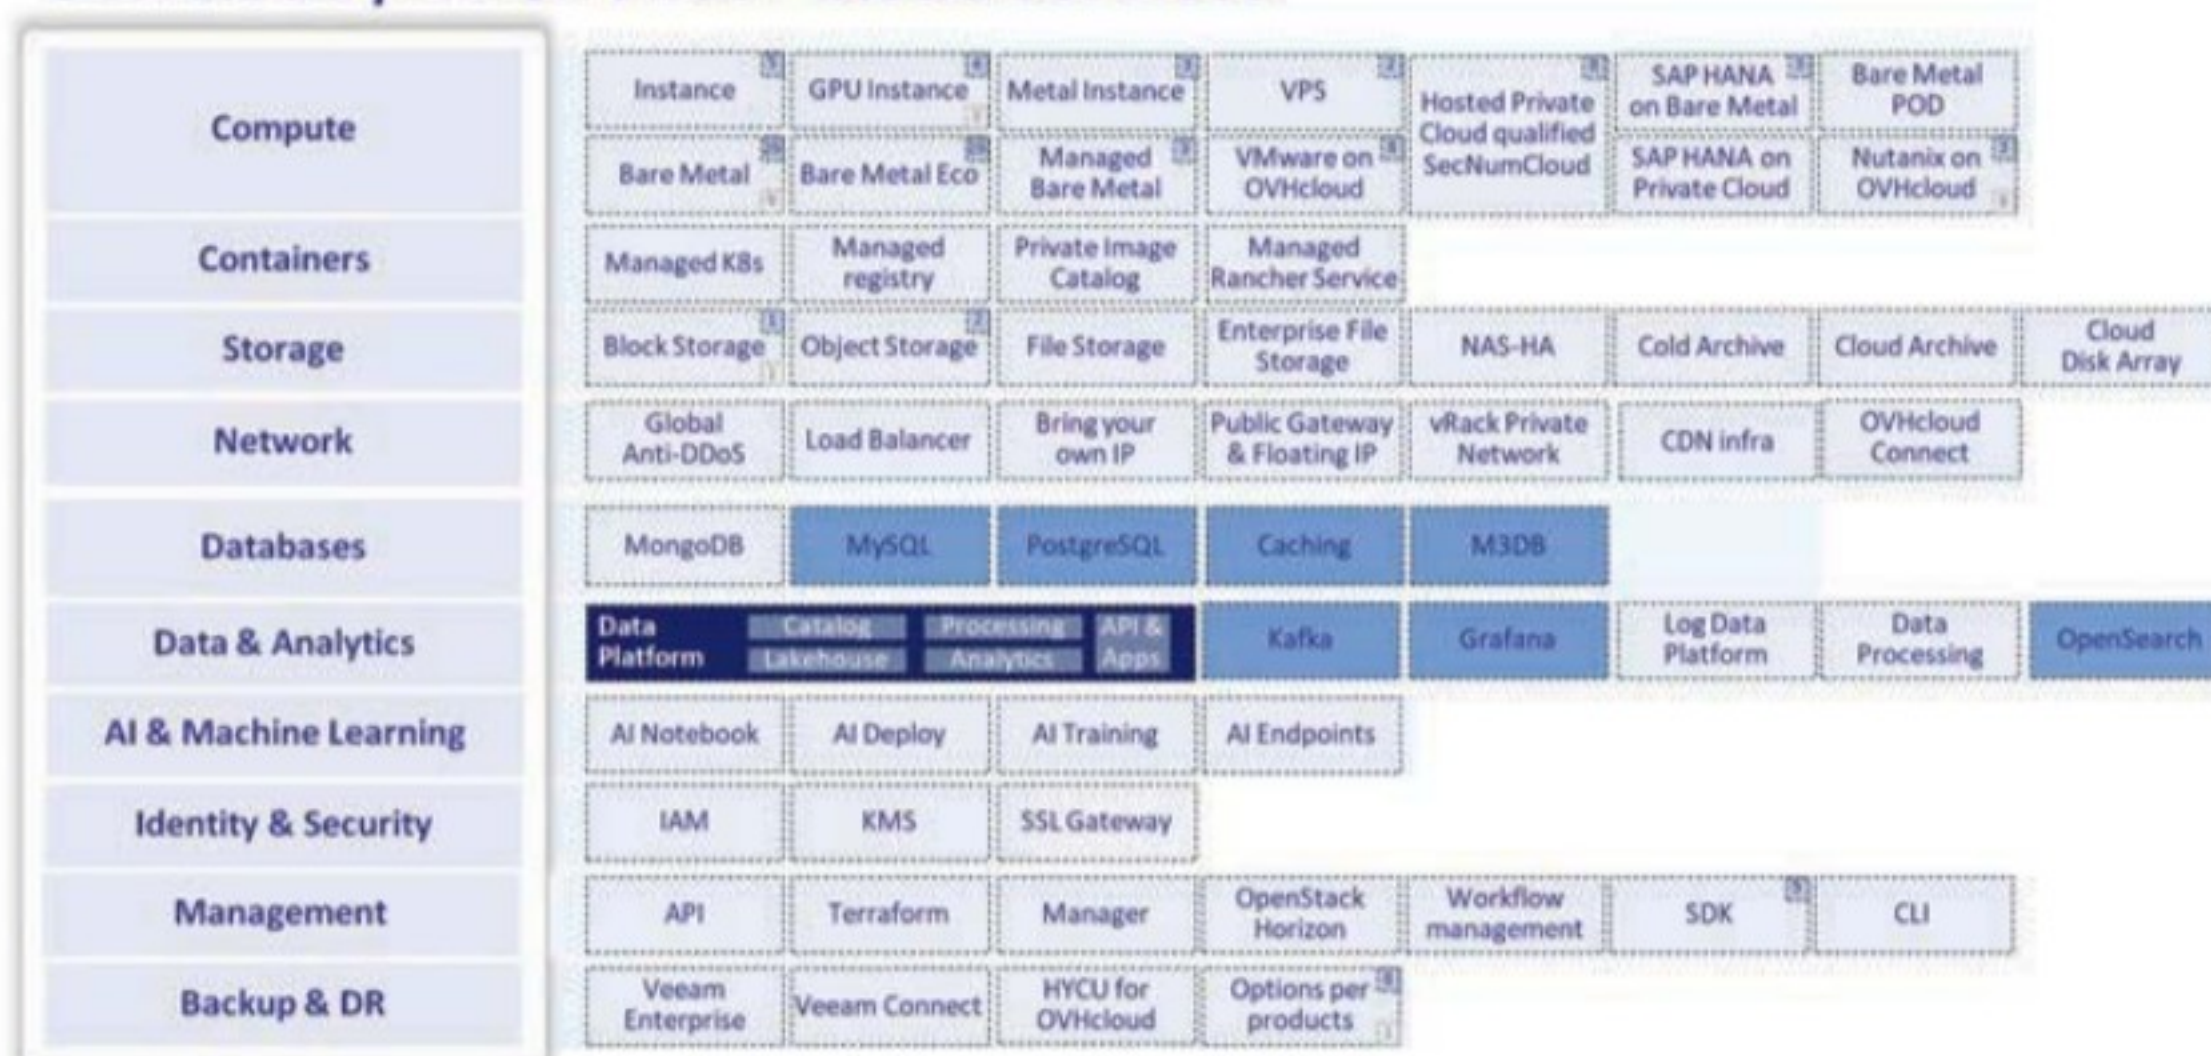 Compute
Instance
GPU Instance
Metal Instance
VPS
Hosted Private
Cloud qualified
SecNumCloud
SAP HANA
on Bare Metal
Bare Metal
POD
Bare Metal
Bare Metal Eco
Managed
Bare Metal
VMware on
OVHcloud
SAP HANA on
Private Cloud
Nutanix on
OVHcloud
Containers
Managed K8s
Managed
registry
Private Image
Catalog
Managed
Rancher Service
Storage
Block Storage
Object Storage
File Storage
Enterprise File
Storage
NAS-HA
Cold Archive
Cloud Archive
Cloud
Disk Array
Network
Global
Anti-DDoS
Load Balancer
Bring your
own IP
Public Gateway
& Floating IP
vRack Private
Network
CDN infra
OVHcloud
Connect
Databases
MongoDB
MySQL
PostgreSQL
Caching
M3DB
Data & Analytics
Data
Platform
Catalog
Processing
API &
Apps
Lakehouse
Analytics
Kafka
Grafana
Log Data
Platform
Data
Processing
OpenSearch
AI & Machine Learning
AI Notebook
AI Deploy
AI Training
AI Endpoints
Identity & Security
IAM
KMS
SSL Gateway
Management
API
Terraform
Manager
OpenStack
Horizon
Workflow
management
SDK
CLI
Backup & DR
Veeam
Enterprise
Veeam Connect
HYCU for
OVHcloud
Options per
products